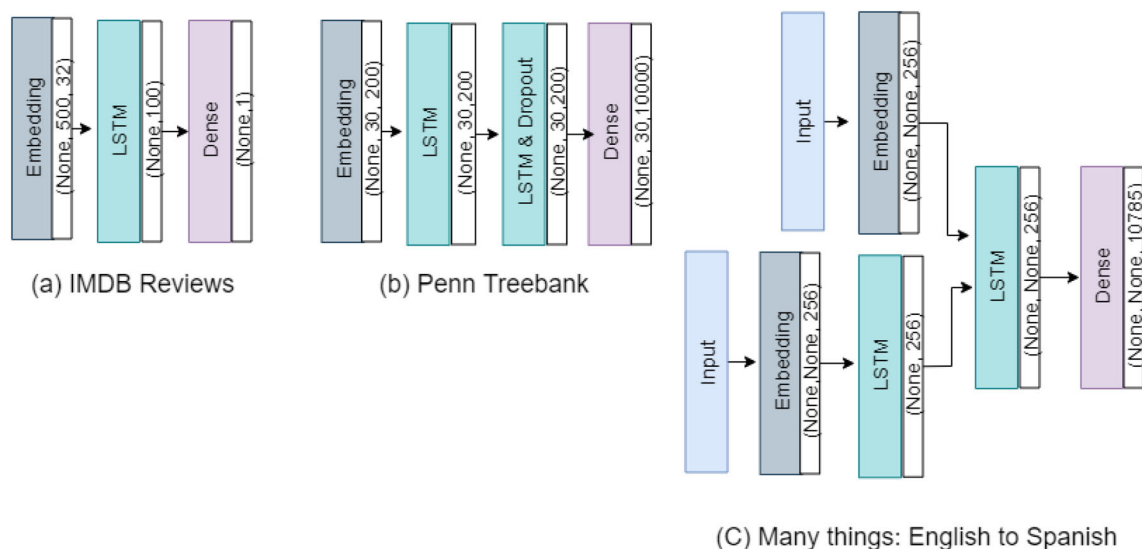 Embedding
(None, 500, 32)
LSTM
(None,100)
Dense
(None,1)
(a) IMDB Reviews
Embedding
(None, 30, 200)
LSTM
(None, 30,200
LSTM & Dropout
(None, 30,200)
Dense
(None, 30,10000)
(b) Penn Treebank
Input
Embedding
(None, None, 256)
Input
Embedding
(None,None, 256)
LSTM
(None, 256)
LSTM
(None, None, 256)
Dense
(None, None, 10785)
(C) Many things: English to Spanish